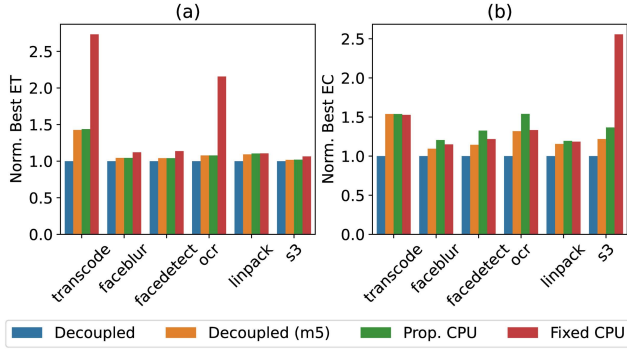 (a)
Norm. Best ET
2.5
2.0
1.5
1.0
0.5
0.0
transcode
faceblur
facedetect
ocr
linpack
s3
(b)
Norm. Best EC
2.5
2.0
1.5
1.0
0.5
0.0
transcode
faceblur
facedetect
ocr
linpack
s3
Decoupled
Decoupled (m5)
Prop. CPU
Fixed CPU